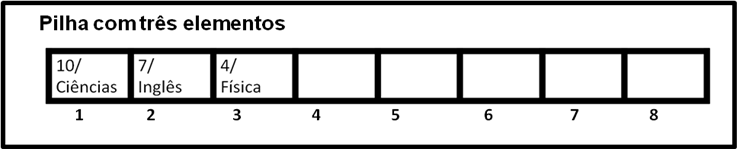 Pilha com três elementos
10/ 7/ 4/
Ciências Inglês Física
1 2 3 4 5 6 7 8